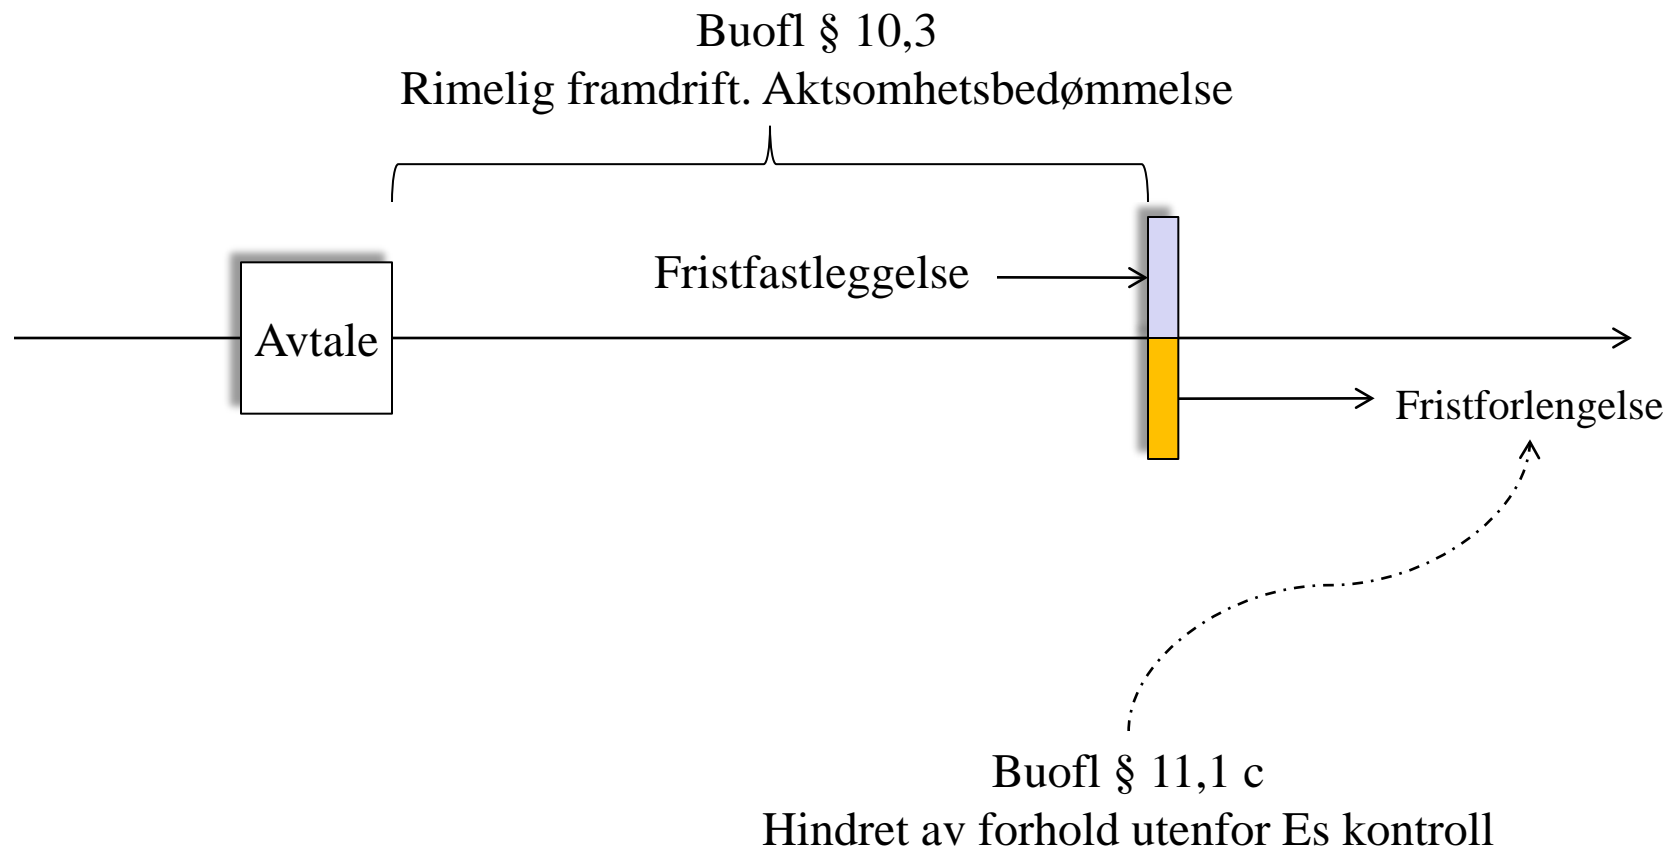 Buofl § 10,3
Rimelig framdrift. Aktsomhetsbedømmelse
Fristfastleggelse
Avtale
Fristforlengelse
Buofl § 11,1 c
Hindret av forhold utenfor Es kontroll